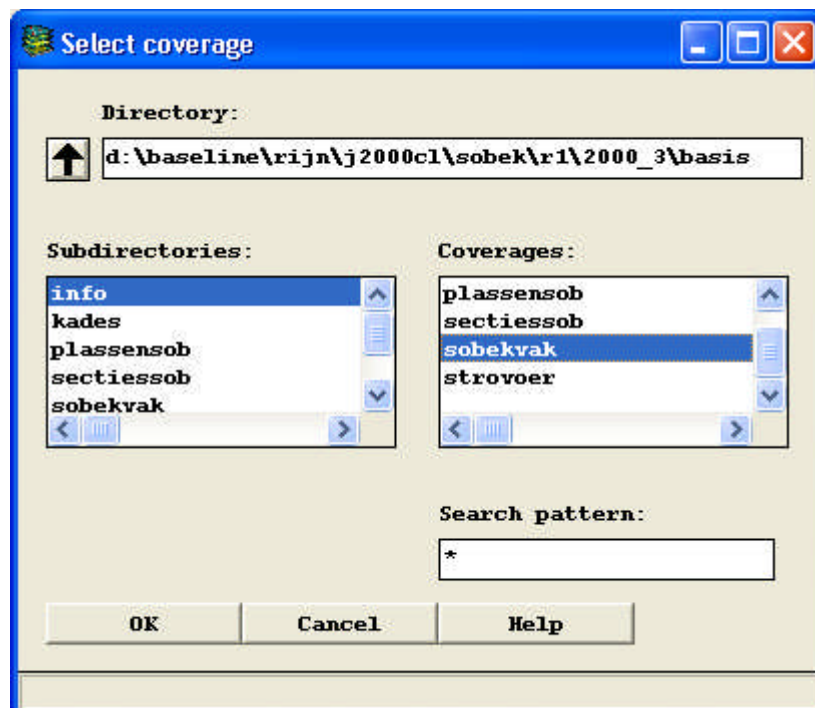 Select coverage
Directory:
d:\baseline\rijn\j2000cl\sobek\r1\2000_3\basis
Subdirectories:
info
kades
plassensob
sectiessob
sobekvak
Coverages:
plassensob
sectiessob
sobekvak
strovoer
Search pattern:
*
OK Cancel Help